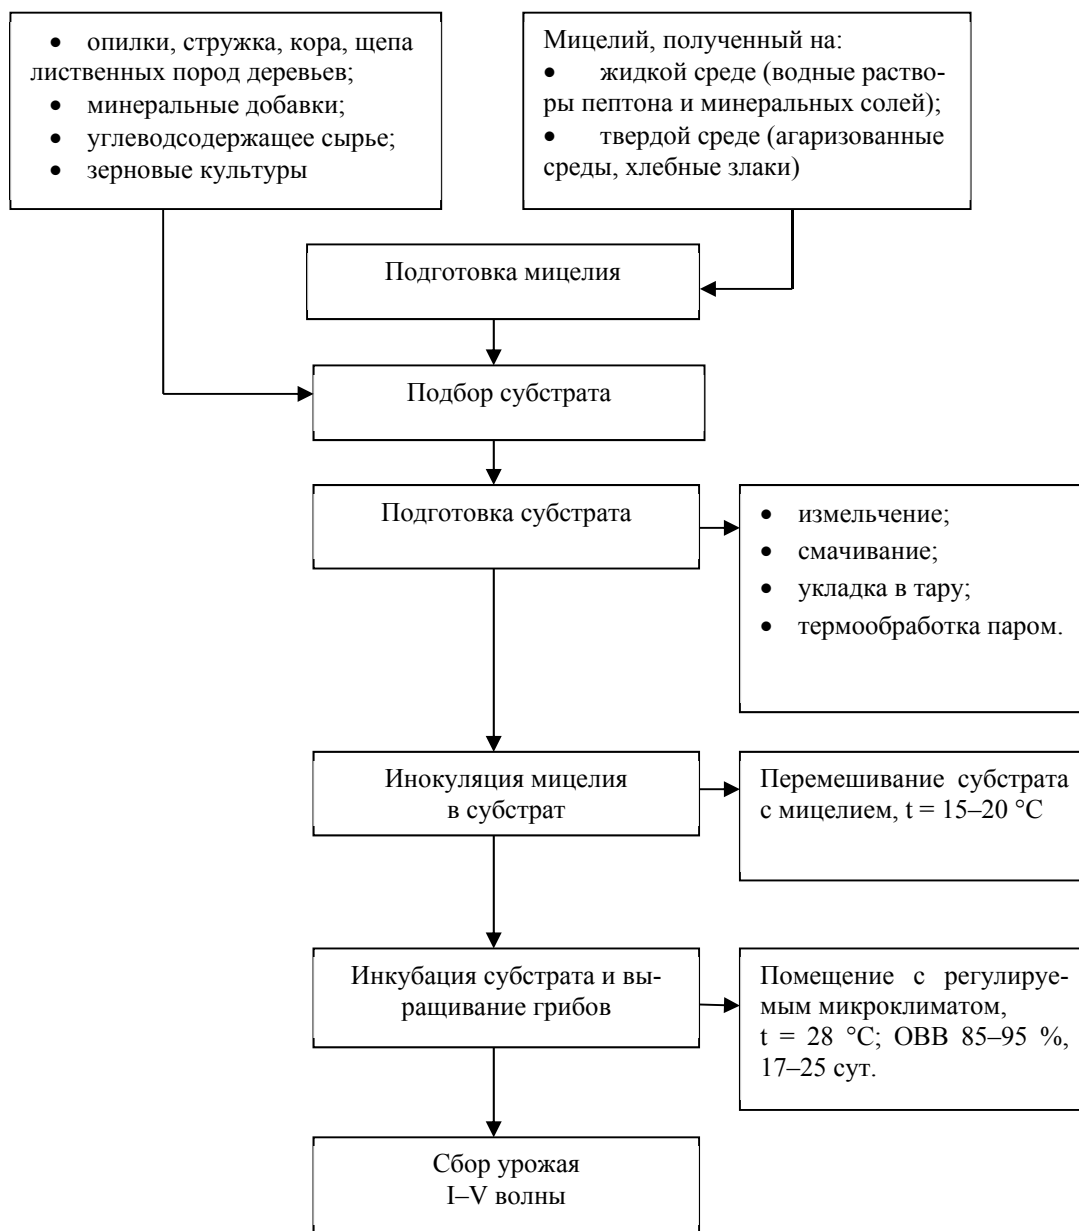 • опилки, стружка, кора, щепа
лиственных пород деревьев;
• минеральные добавки;
• углеводсодержащее сырье;
• зерновые культуры
Мицелий, полученный на:
• жидкой среде (водные раство-
ры пептона и минеральных солей);
• твердой среде (агаризованные
среды, хлебные злаки)
Подготовка мицелия
Подбор субстрата
Подготовка субстрата
• измельчение;
• смачивание;
• укладка в тару;
• термообработка паром.
Инокуляция мицелия
в субстрат
Перемешивание субстрата
с мицелием, t = 15–20 °С
Инкубация субстрата и вы-
ращивание грибов
Помещение с регулируе-
мым микроклиматом,
t = 28 °С; ОВВ 85–95 %,
17–25 сут.
Сбор урожая
I–V волны